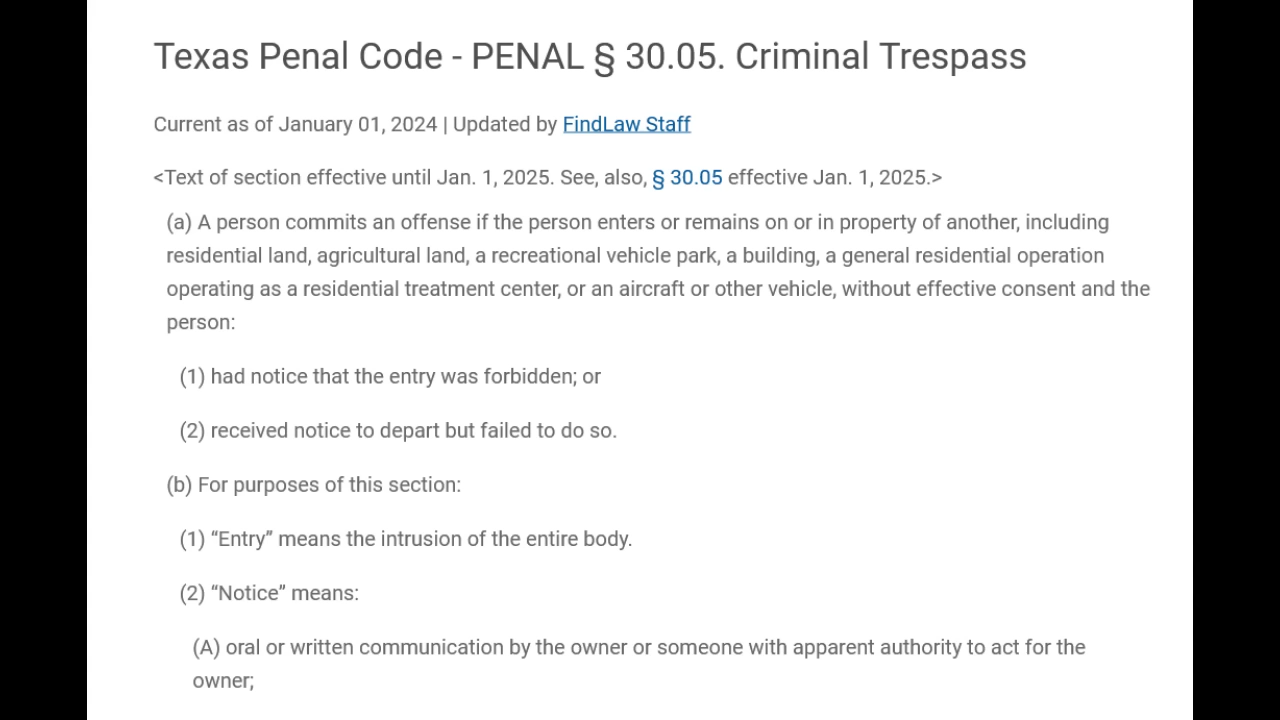 Texas Penal Code - PENAL § 30.05. Criminal Trespass
Current as of January 01, 2024 | Updated by FindLaw Staff
<Text of section effective until Jan. 1, 2025. See, also, § 30.05 effective Jan. 1, 2025.>
(a) A person commits an offense if the person enters or remains on or in property of another, including
residential land, agricultural land, a recreational vehicle park, a building, a general residential operation
operating as a residential treatment center, or an aircraft or other vehicle, without effective consent and the
person:
(1) had notice that the entry was forbidden; or
(2) received notice to depart but failed to do so.
(b) For purposes of this section:
(1) “Entry” means the intrusion of the entire body.
(2) “Notice” means:
(A) oral or written communication by the owner or someone with apparent authority to act for the
owner;